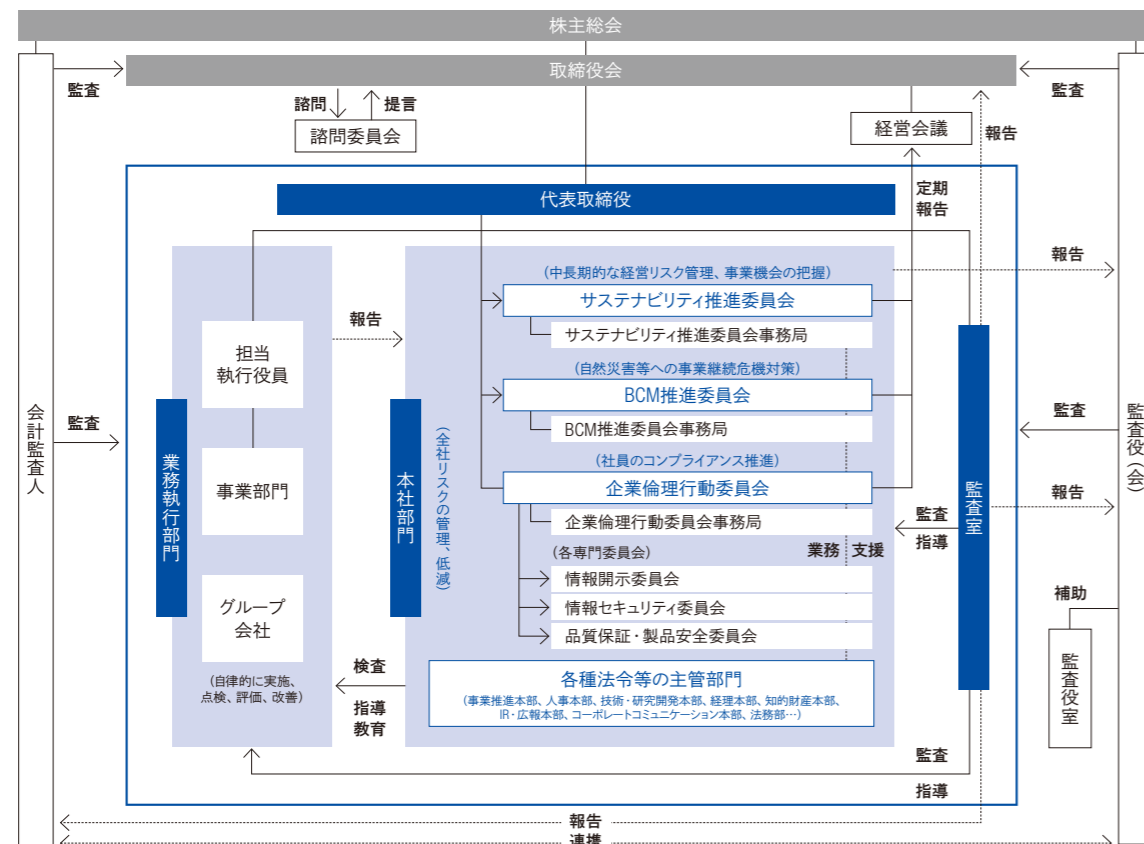 株主総会
取締役会
監査
監査
諮問
提言
諮問委員会
経営会議
報告
代表取締役
定期
報告
(中長期的な経営リスク管理、事業機会の把握)
サステナビリティ推進委員会
サステナビリティ推進委員会事務局
報告
報告
担当
執行役員
(自然災害等への事業継続危機対策)
BCM推進委員会
BCM推進委員会事務局
会計監査人
監査
業務執行部門
事業部門
本社部門
(全社リスクの管理、低減)
(社員のコンプライアンス推進)
企業倫理行動委員会
企業倫理行動委員会事務局
監査室
監査
監査役(会)
報告
監査
指導
業務
支援
(各専門委員会)
情報開示委員会
情報セキュリティ委員会
品質保証・製品安全委員会
グループ
会社
(自律的に実施、
点検、評価、改善)
検査
指導
教育
各種法令等の主管部門
(事業推進本部、人事本部、技術・研究開発本部、経理本部、知的財産本部、
IR・広報本部、コーポレートコミュニケーション本部、法務部…)
補助
監査役室
監査
指導
報告
連携